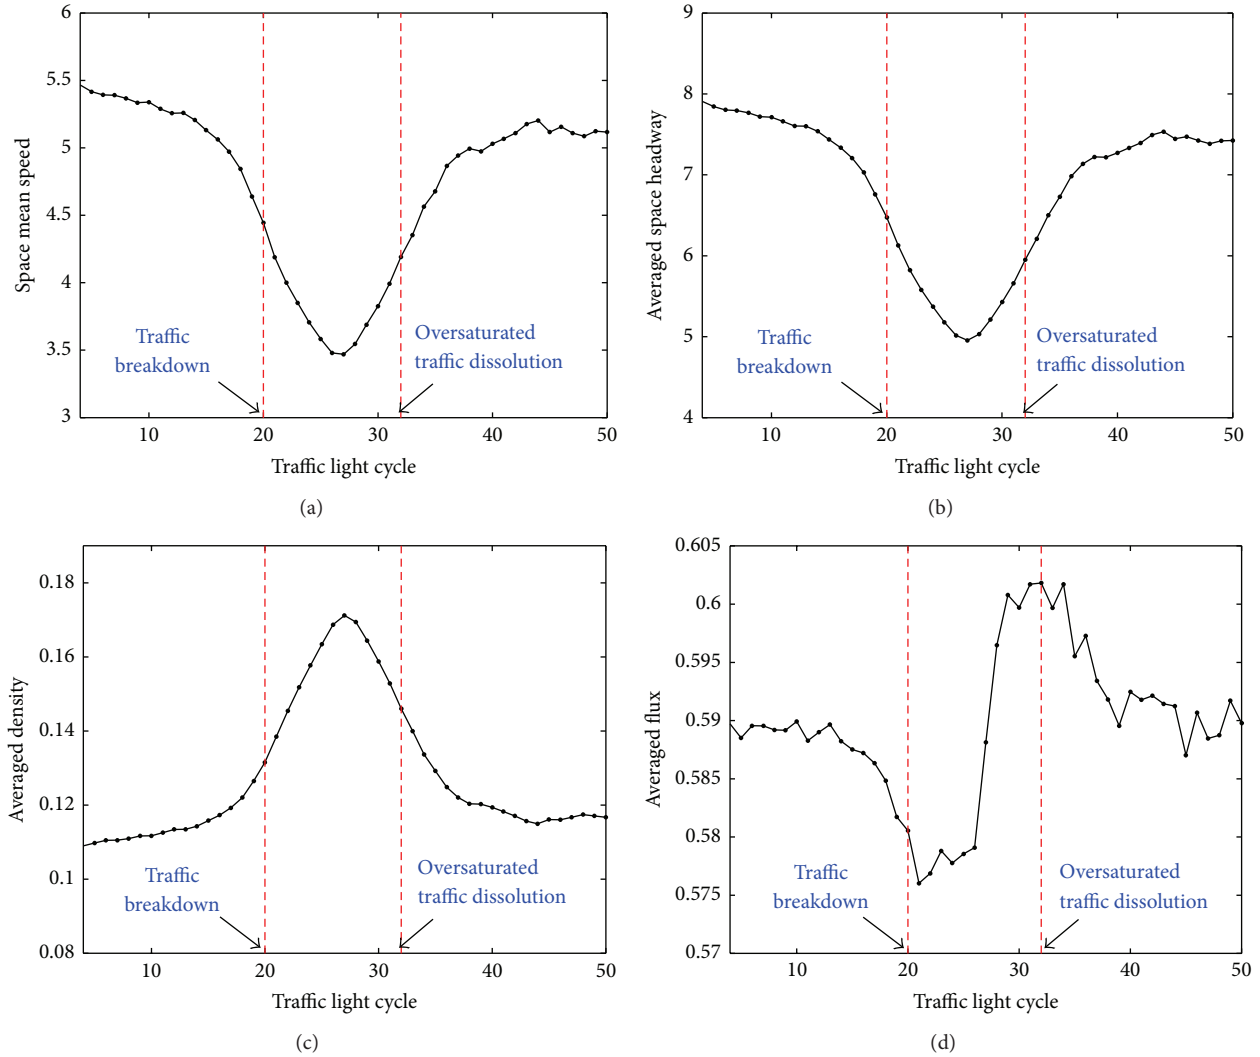 6
5.5
5
4.5
4
3.5
3
Space mean speed
Traffic
breakdown
Oversaturated
traffic dissolution
10 20 30 40 50
Traffic light cycle
(a)
9
8
7
6
5
4
Averaged space headway
Traffic
breakdown
Oversaturated
traffic dissolution
10 20 30 40 50
Traffic light cycle
(b)
0.18
0.16
0.14
0.12
0.1
0.08
Averaged density
Traffic
breakdown
Oversaturated
traffic dissolution
10 20 30 40 50
Traffic light cycle
(c)
0.605
0.6
0.595
0.59
0.585
0.58
0.575
0.57
Averaged flux
Traffic
breakdown
Oversaturated
traffic dissolution
10 20 30 40 50
Traffic light cycle
(d)